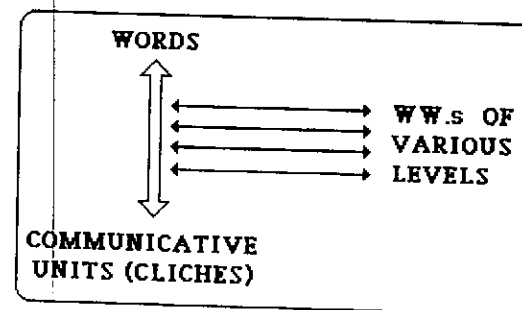 WORDS
WW.s OF
VARIOUS
LEVELS
COMMUNICATIVE
UNITS (CLICHES)